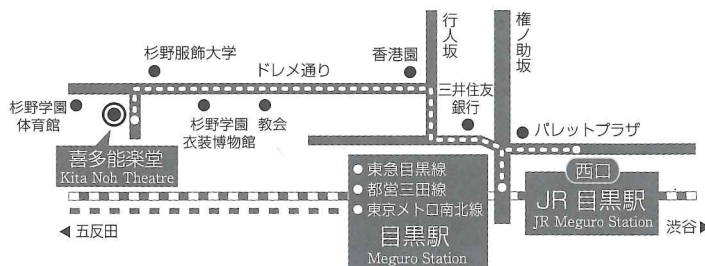 行人坂
権ノ助坂
杉野服飾大学
香港園
ドレメ通り
三井住友
銀行
杉野学園
体育館
杉野学園
衣装博物館
教会
パレットプラザ
喜多能楽堂
Kita Noh Theatre
西口
東急目黒線
都営三田線
東京メトロ南北線
目黒駅
Meguro Station
JR 目黒駅
JR Meguro Station
五反田
渋谷